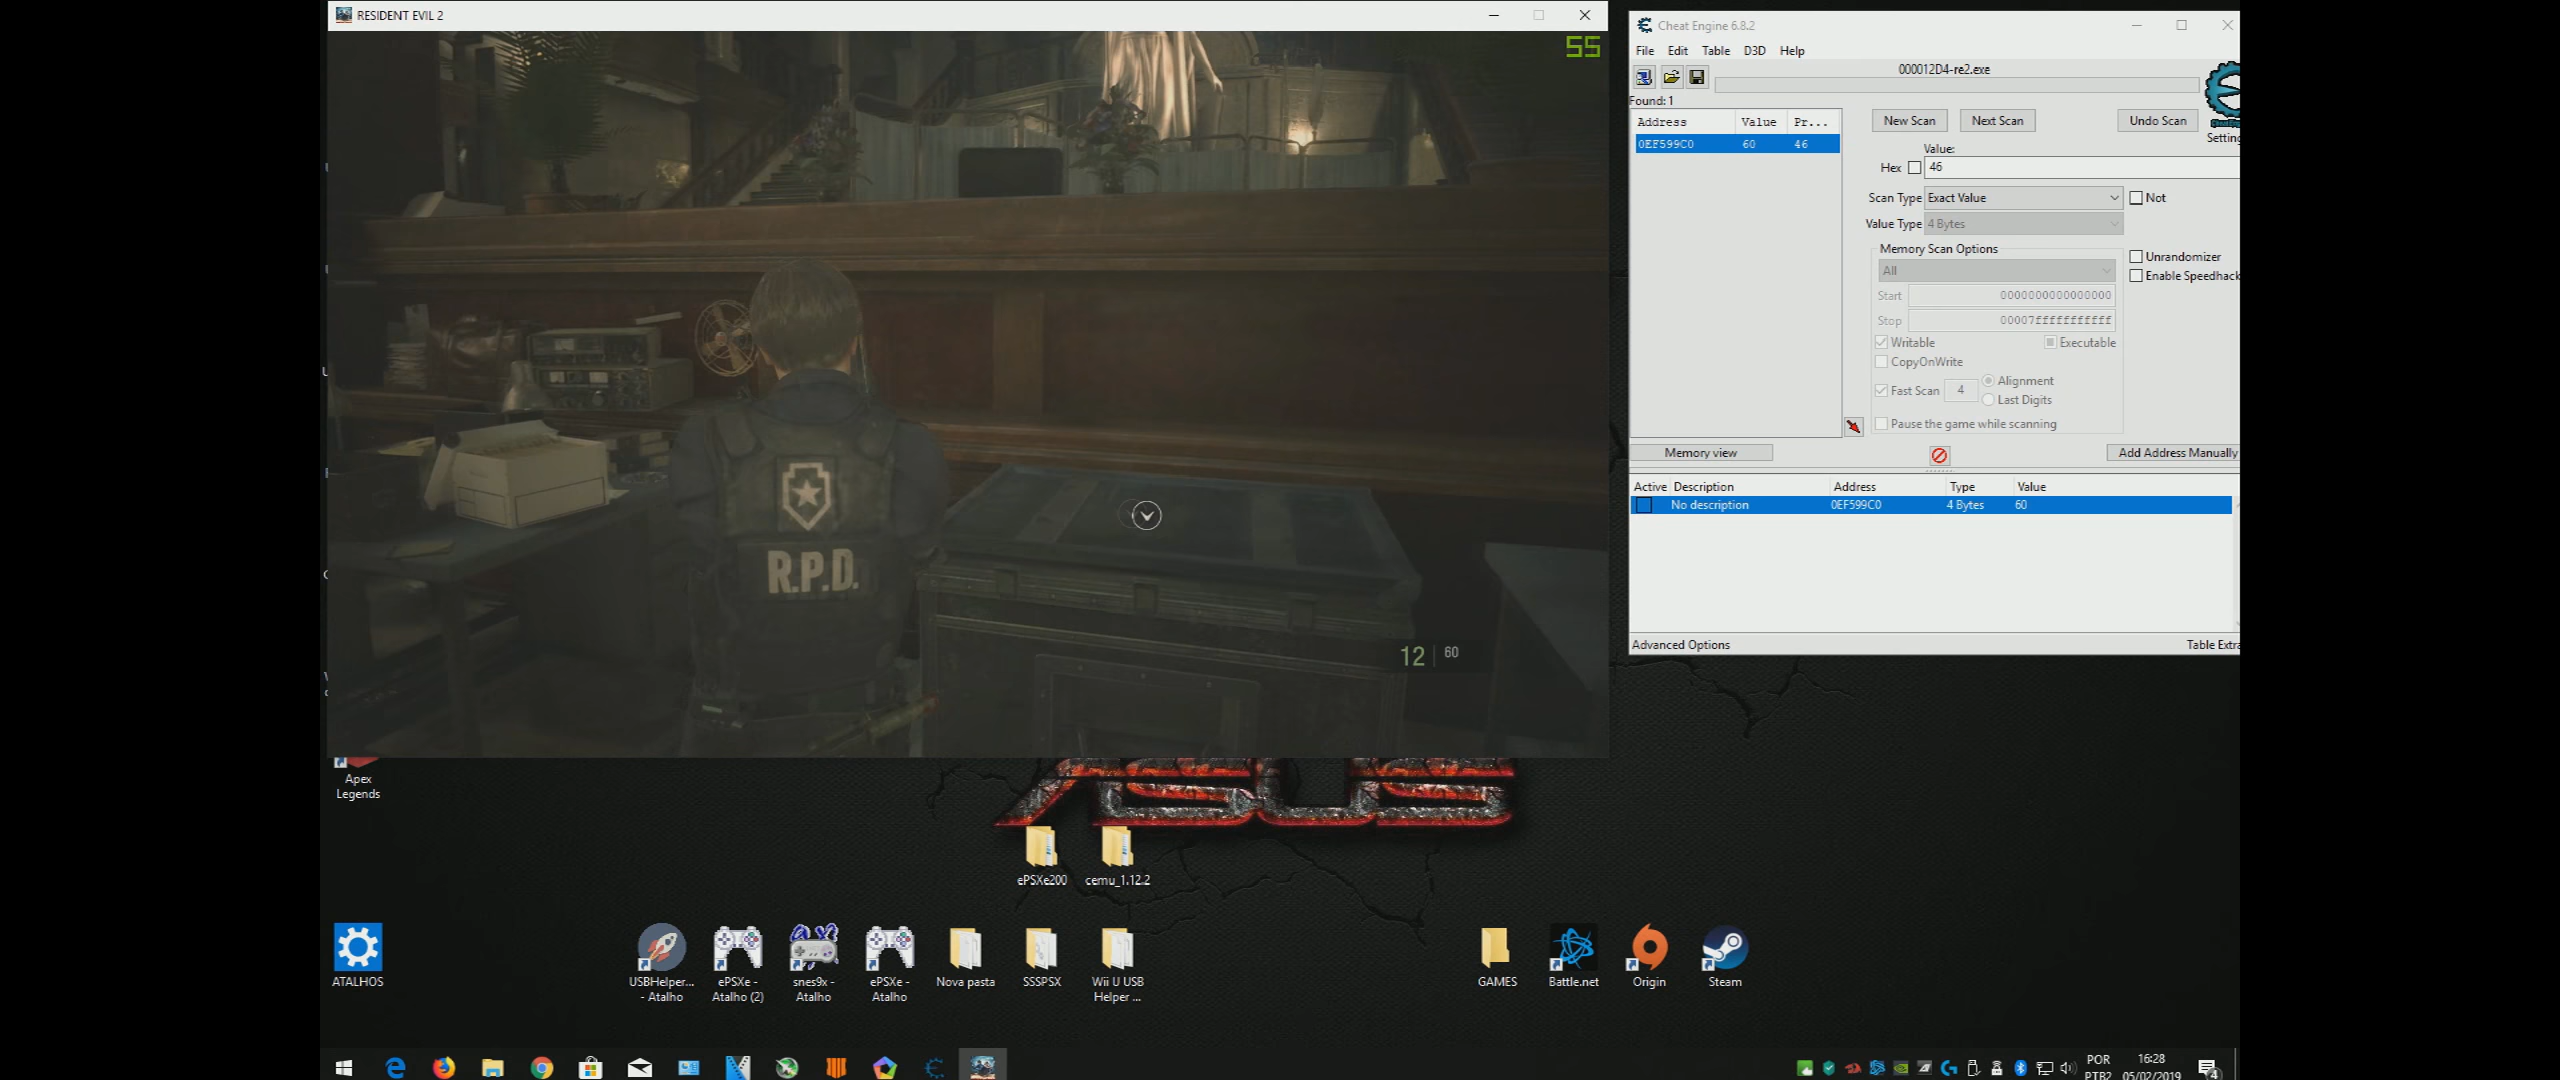 RESIDENT EVIL 2
55
R.P.D.
12 | 60
Cheat Engine 6.8.2
File Edit Table D3D Help
000012D4-re2.exe
Found: 1
Address Value Pr...
0EF599C0 60 46
New Scan Next Scan Undo Scan
Setting
Value:
Hex 46
Scan Type Exact Value Not
Value Type 4 Bytes
Memory Scan Options
All
Unrandomizer
Enable Speedhack
Start 0000000000000000
Stop 00007fffffffffff
Writable Executable
CopyOnWrite
Fast Scan 4 Alignment
Last Digits
Pause the game while scanning
Memory view Add Address Manually
Active Description Address Type Value
No description 0EF599C0 4 Bytes 60
Advanced Options Table Extra
Apex
Legends
ePSXe200 cemu_1.12.2
ATALHOS
USBHelper...
- Atalho
ePSXe -
Atalho (2)
snes9x -
Atalho
ePSXe -
Atalho
Nova pasta
SSSPSX
Wii U USB
Helper ...
GAMES
Battle.net
Origin
Steam
POR
PTB2
16:28
05/02/2019
4